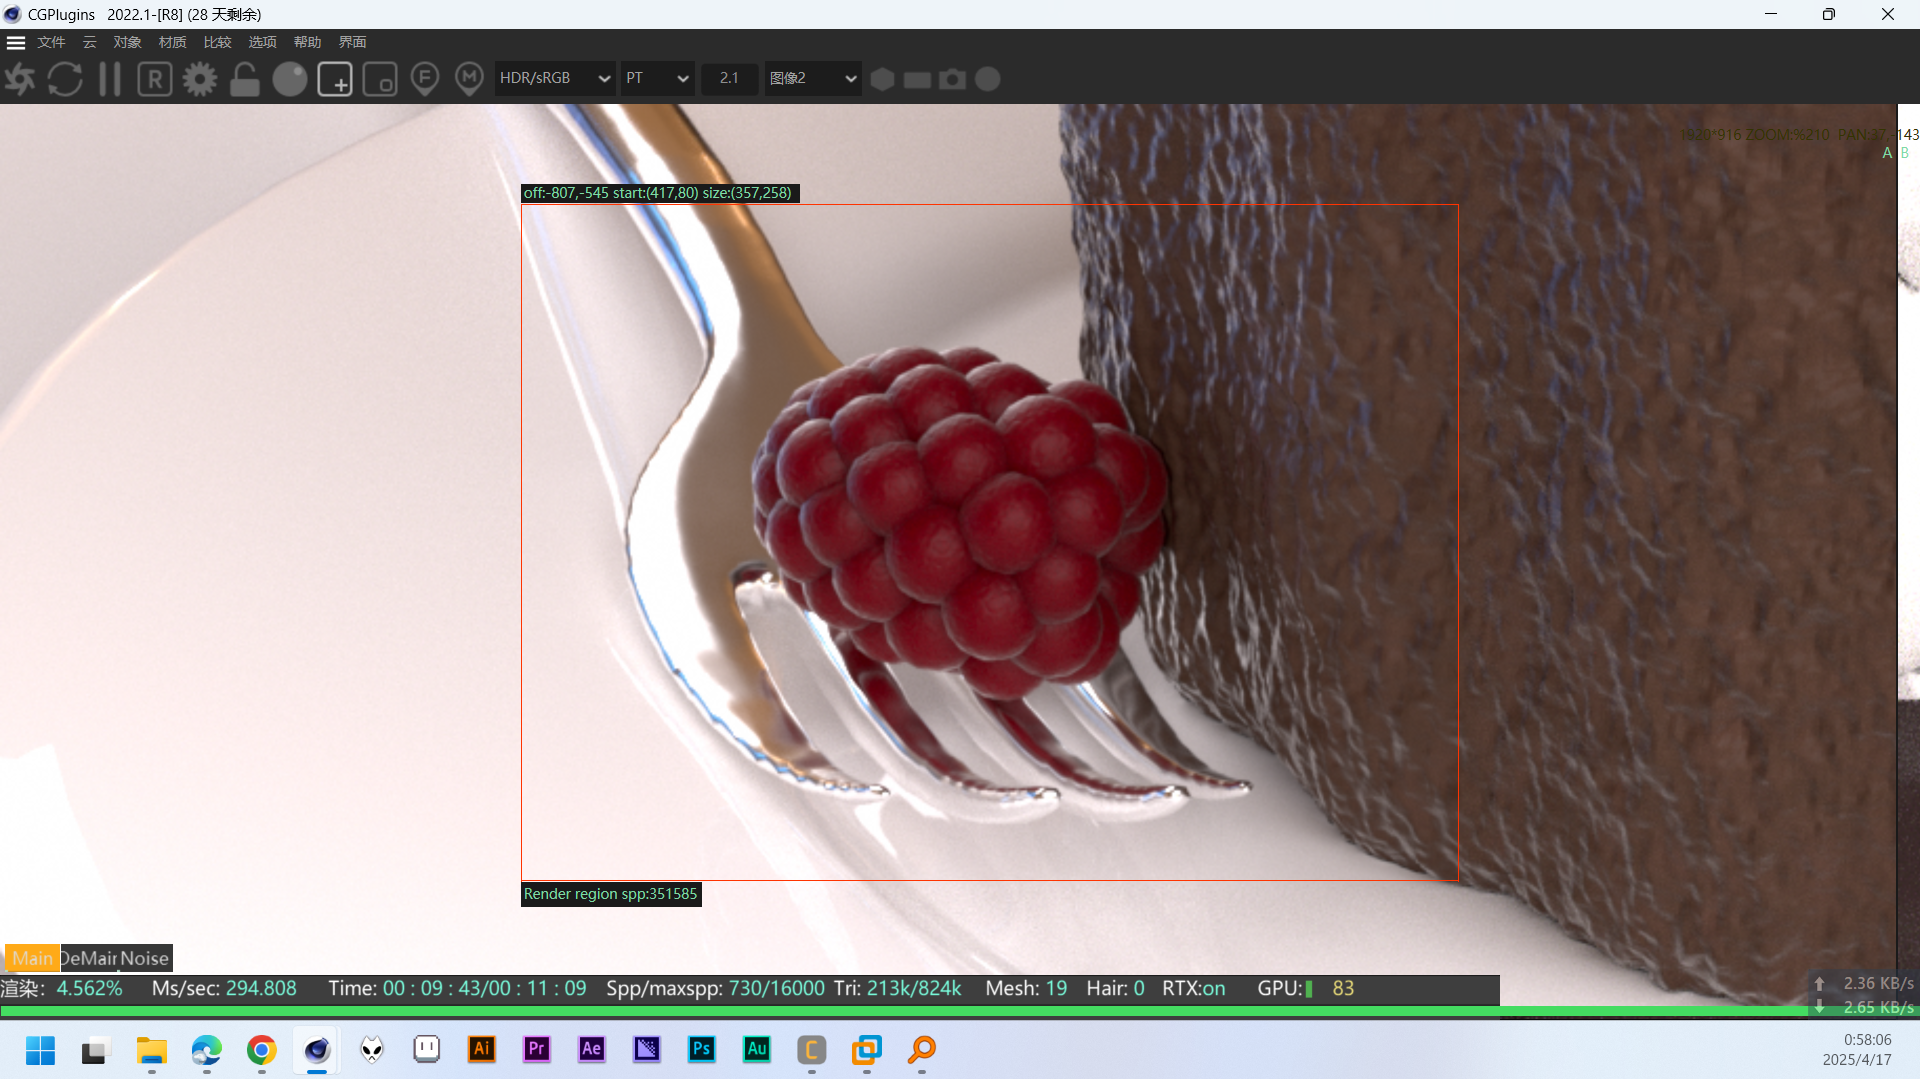 CGPlugins 2022.1-[R8] (28 天剩余)
文件 云 对象 材质 比较 选项 帮助 界面
R F M HDR/sRGB PT 2.1 图像2
1920*916 ZOOM:%210 PAN:37,-143
A B
off:-807,-545 start:(417,80) size:(357,258)
Render region spp:351585
Main DeMair Noise
渲染: 4.562% Ms/sec: 294.808 Time: 00 : 09 : 43/00 : 11 : 09 Spp/maxspp: 730/16000 Tri: 213k/824k Mesh: 19 Hair: 0 RTX:on GPU: 83
2.36 KB/s
2.65 KB/s
Ai Pr Ae Ps Au C
0:58:06
2025/4/17